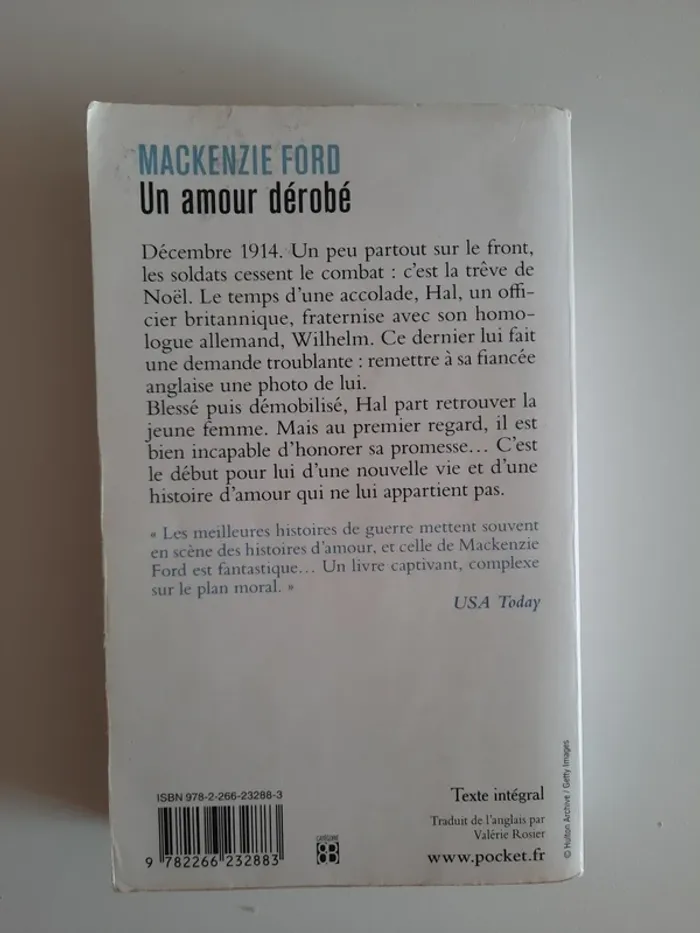 MACKENZIE FORD
Un amour dérobé
Décembre 1914. Un peu partout sur le front,
les soldats cessent le combat : c’est la trêve de
Noël. Le temps d’une accolade, Hal, un offi-
cier britannique, fraternise avec son homo-
logue allemand, Wilhelm. Ce dernier lui fait
une demande troublante : remettre à sa fiancée
anglaise une photo de lui.
Blessé puis démobilisé, Hal part retrouver la
jeune femme. Mais au premier regard, il est
bien incapable d’honorer sa promesse… C’est
le début pour lui d’une nouvelle vie et d’une
histoire d’amour qui ne lui appartient pas.
« Les meilleures histoires de guerre mettent souvent
en scène des histoires d’amour, et celle de Mackenzie
Ford est fantastique… Un livre captivant, complexe
sur le plan moral. »
USA Today
ISBN 978-2-266-23288-3
9 782266 232883
CATÉGORIE
Texte intégral
Traduit de l’anglais par
Valérie Rosier
www.pocket.fr
© Hulton Archive / Getty Images